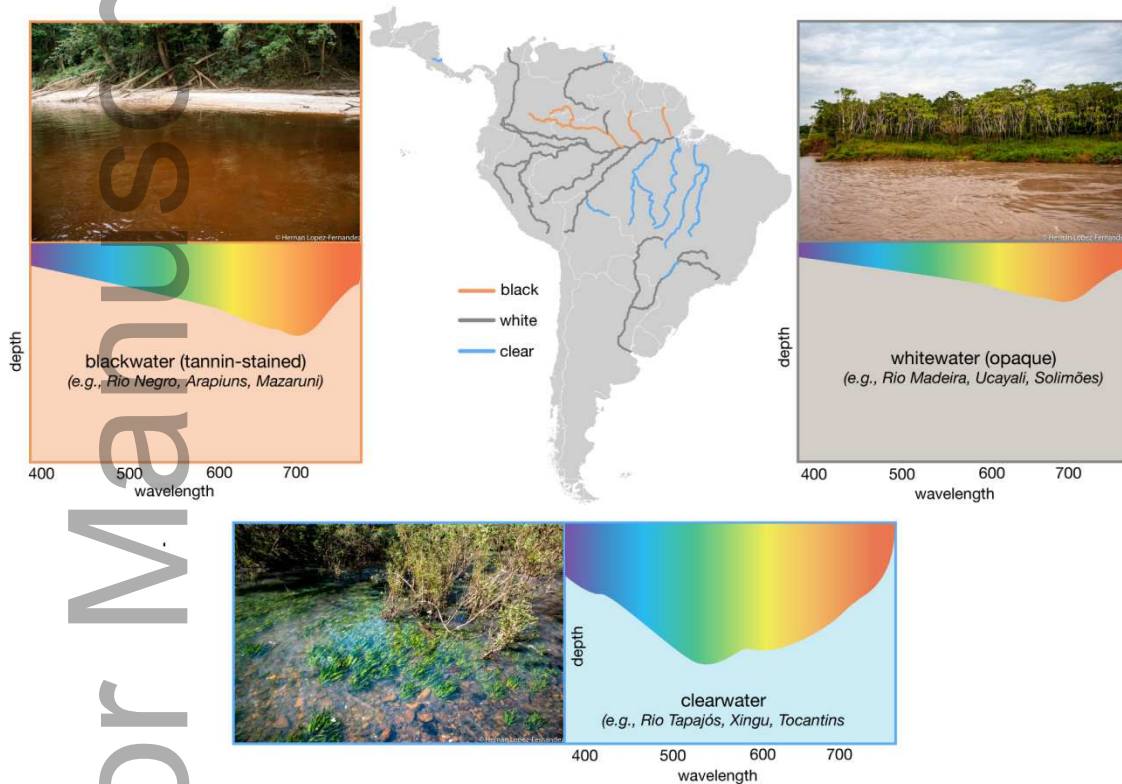 or Manusc
© Hernan Lopez-Fernandez
depth
blackwater (tannin-stained)
(e.g., Rio Negro, Arapiuns, Mazaruni)
400 500 600 700
wavelength
black
white
clear
© Hernan Lopez-Fernandez
depth
whitewater (opaque)
(e.g., Rio Madeira, Ucayali, Solimões)
400 500 600 700
wavelength
© Hernan Lopez-Fernandez
depth
clearwater
(e.g., Rio Tapajós, Xingu, Tocantins
400 500 600 700
wavelength